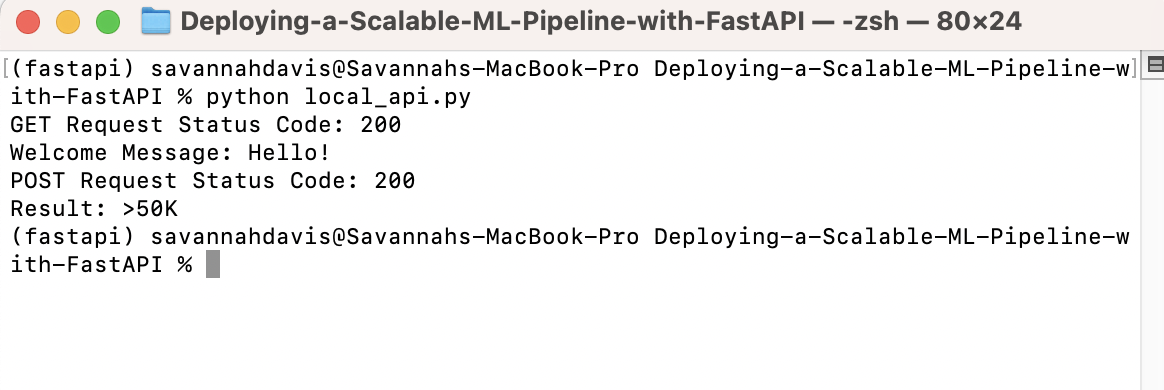 Deploying-a-Scalable-ML-Pipeline-with-FastAPI — -zsh — 80×24
[(fastapi) savannahdavis@Savannahs-MacBook-Pro Deploying-a-Scalable-ML-Pipeline-w]
ith-FastAPI % python local_api.py
GET Request Status Code: 200
Welcome Message: Hello!
POST Request Status Code: 200
Result: >50K
(fastapi) savannahdavis@Savannahs-MacBook-Pro Deploying-a-Scalable-ML-Pipeline-w
ith-FastAPI %